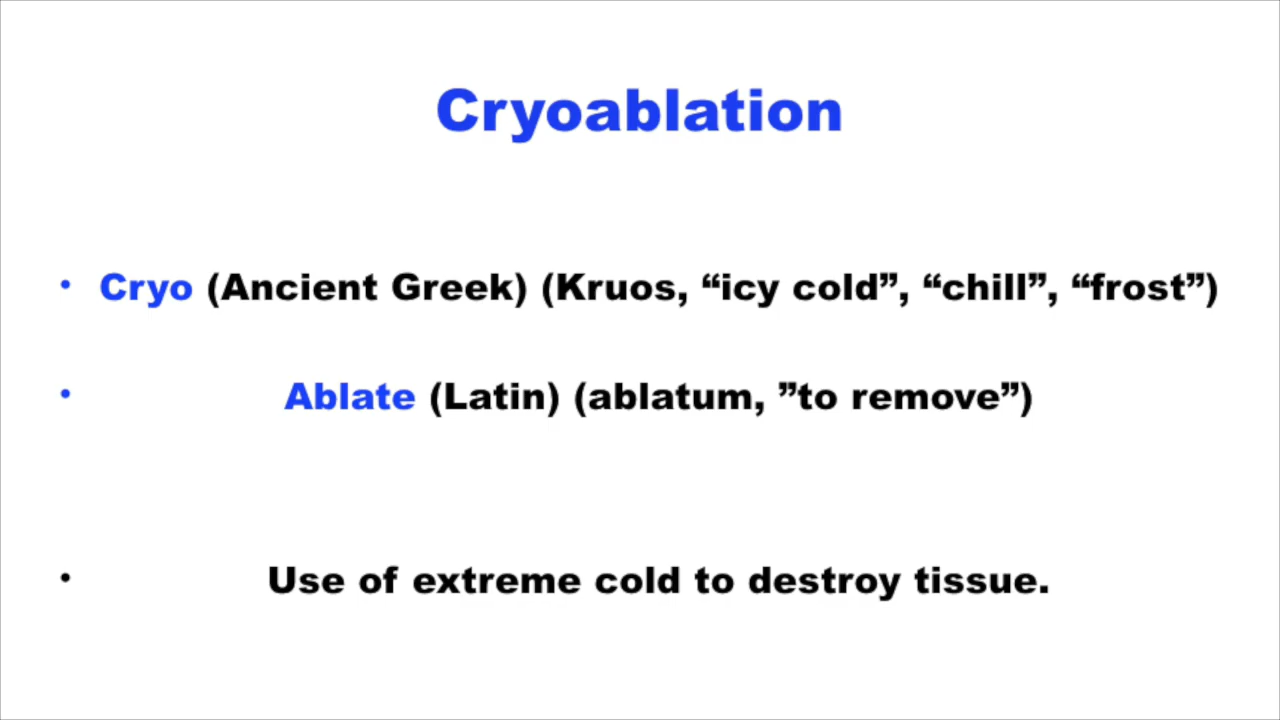 Cryoablation
• Cryo (Ancient Greek) (Kruos, “icy cold”, “chill”, “frost”)
• Ablate (Latin) (ablatum, ”to remove”)
• Use of extreme cold to destroy tissue.